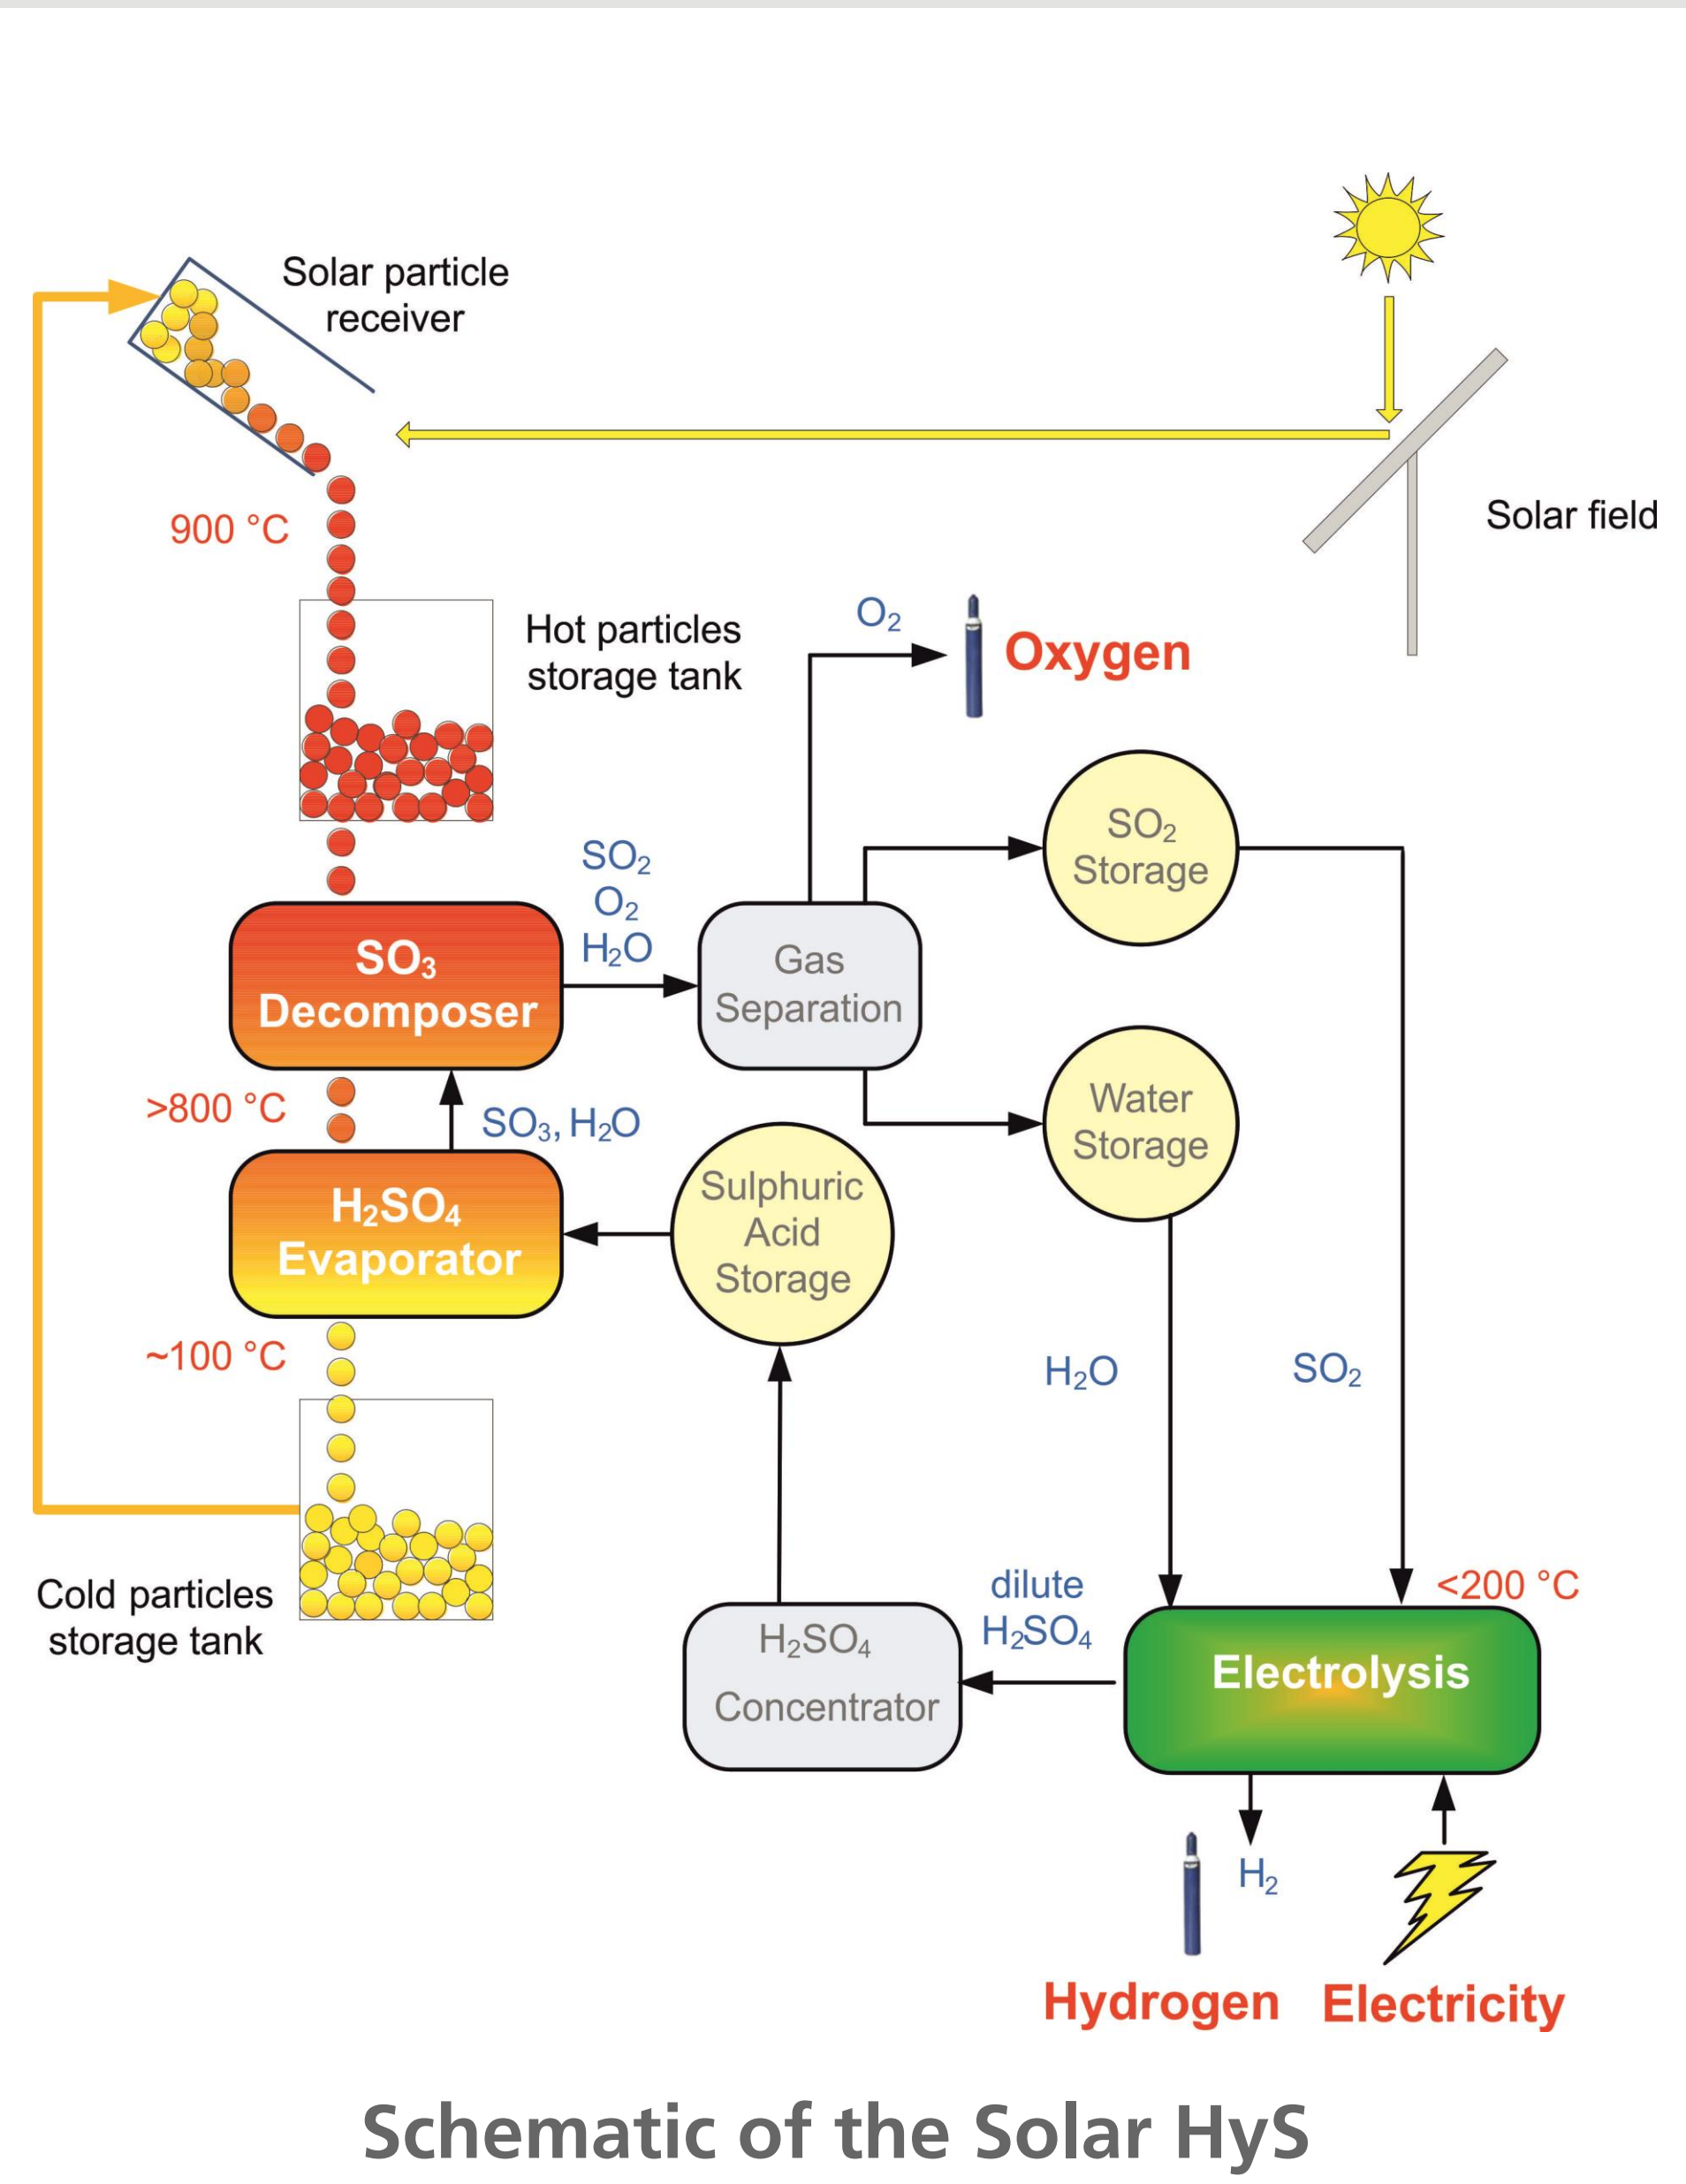 Solar particle
receiver
900 °C
Solar field
Hot particles
storage tank
O₂
Oxygen
SO₂
O₂
H₂O
SO₂
Storage
SO₃
Decomposer
Gas
Separation
>800 °C
SO₃, H₂O
Water
Storage
H₂SO₄
Evaporator
Sulphuric
Acid
Storage
~100 °C
H₂O
SO₂
Cold particles
storage tank
dilute
H₂SO₄
<200 °C
H₂SO₄
Concentrator
Electrolysis
H₂
Hydrogen
Electricity
Schematic of the Solar HyS